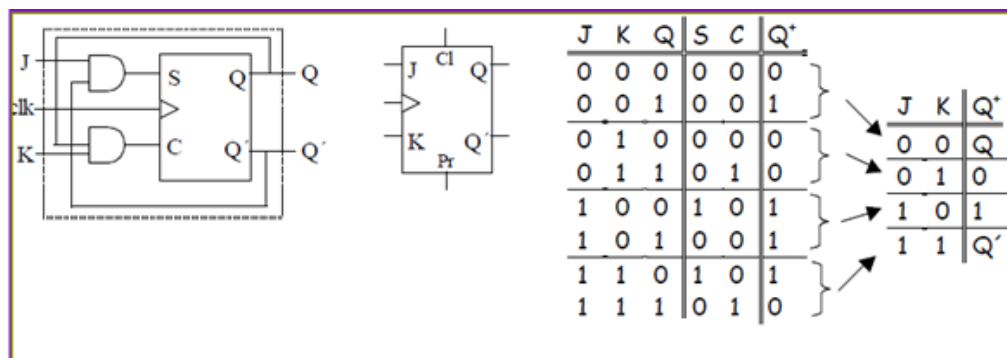 J
clk
K
S
C
Q
Q´
Q
Q´
Cl
J
Q
K
Q´
Pr
J K Q S C Q⁺
0 0 0 0 0 0
0 0 1 0 0 1
0 1 0 0 0 0
0 1 1 0 1 0
1 0 0 1 0 1
1 0 1 0 0 1
1 1 0 1 0 1
1 1 1 0 1 0
J K Q⁺
0 0 Q
0 1 0
1 0 1
1 1 Q´